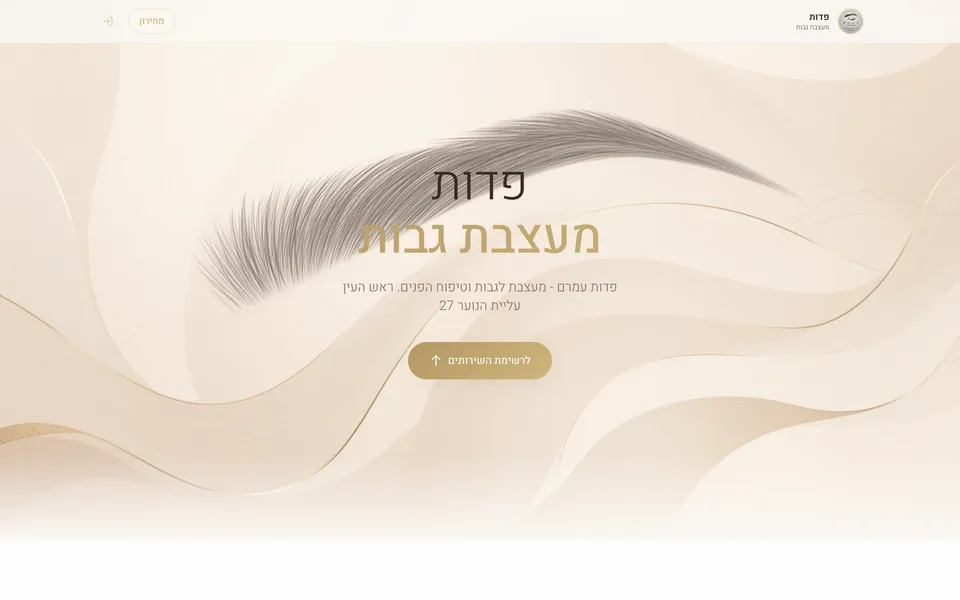 פדות
מעצבת גבות
מחירון
פדות
מעצבת גבות
פדות עמרם - מעצבת לגבות וטיפוח הפנים. ראש העין
עליית הנוער 27
לרשימת השירותים